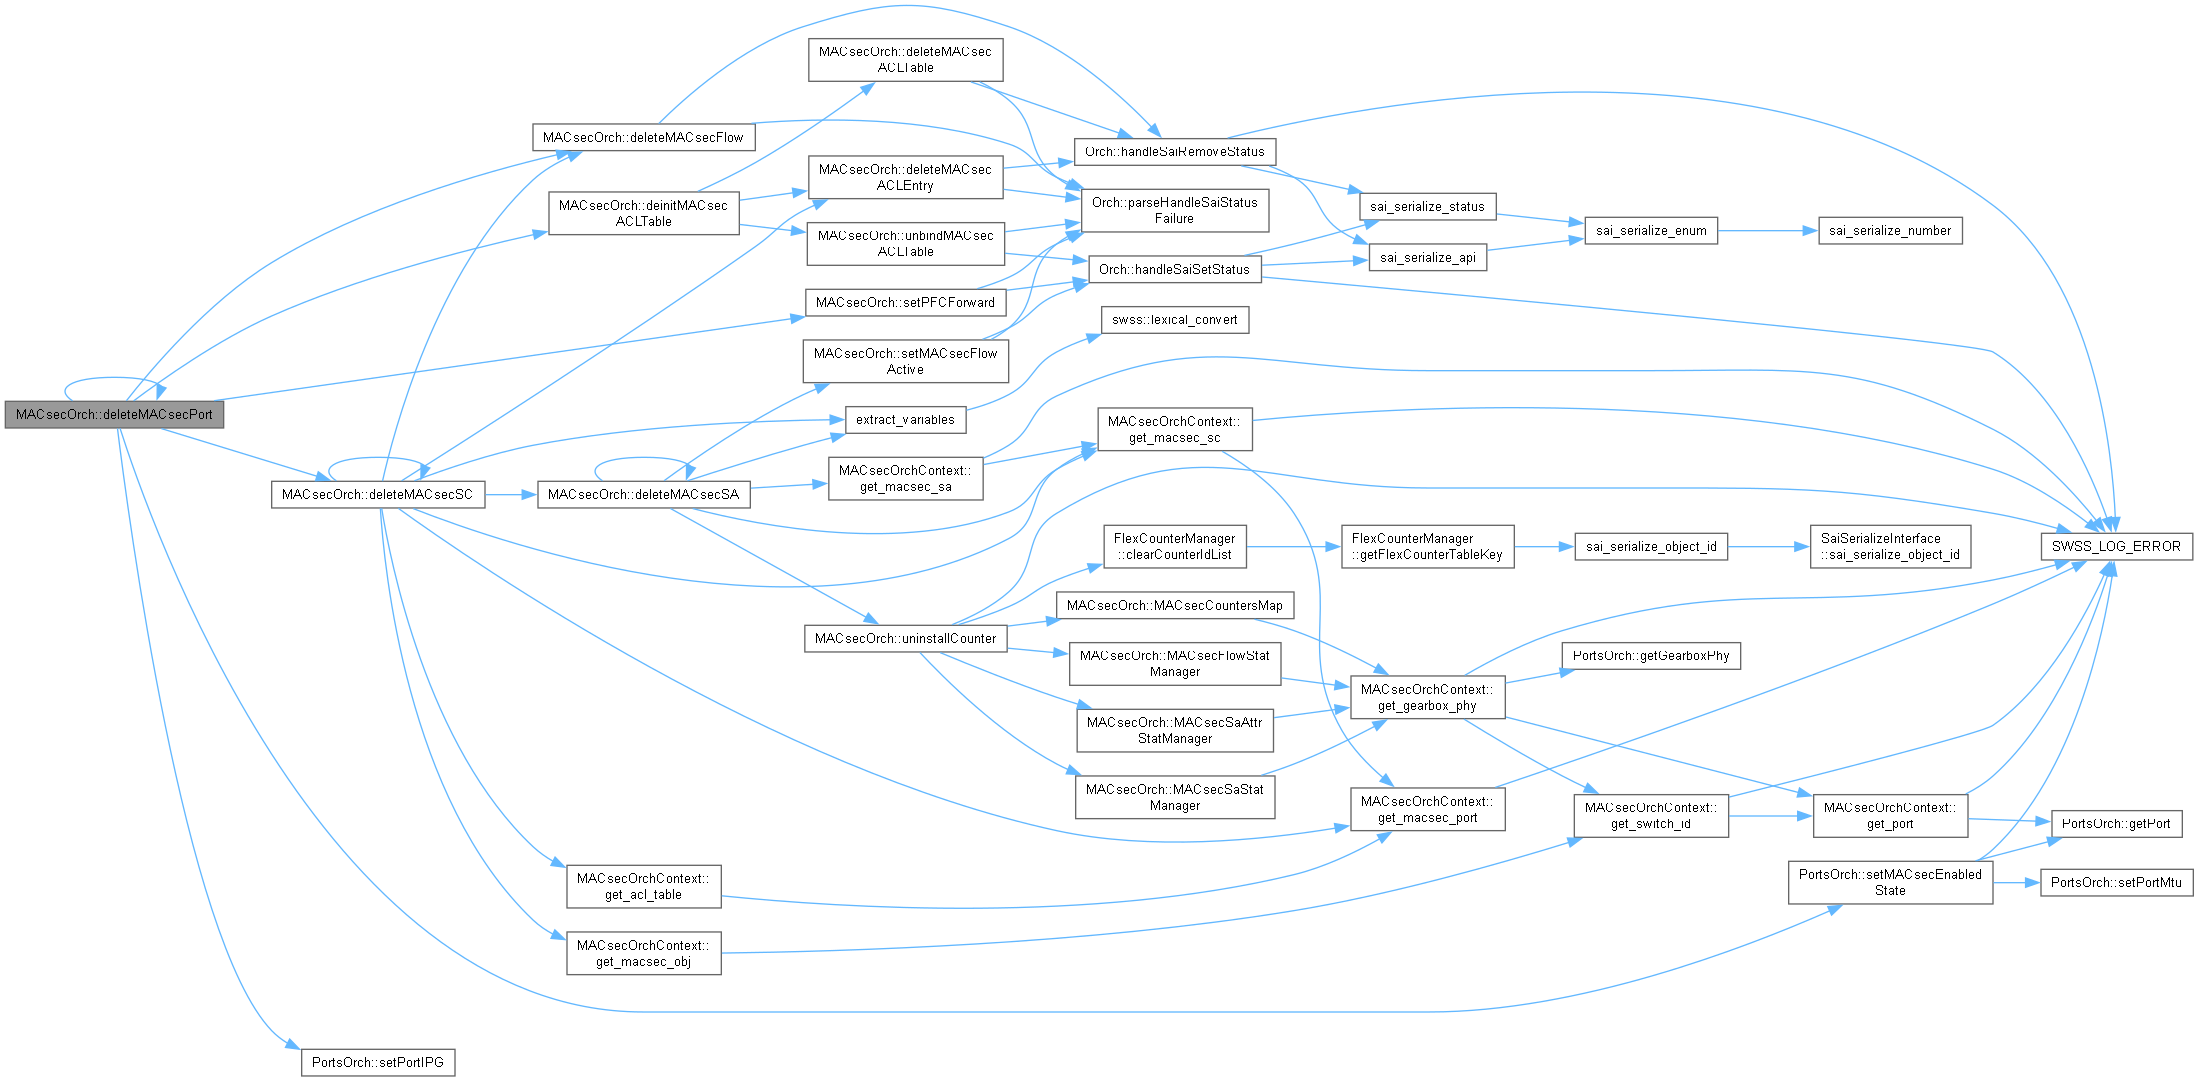 MACsecOrch::deleteMACsecPort
MACsecOrch::deleteMACsecFlow
MACsecOrch::deinitMACsec
ACLTable
MACsecOrch::deleteMACsecSC
MACsecOrch::deleteMACsecSA
MACsecOrchContext::
get_acl_table
MACsecOrchContext::
get_macsec_obj
PortsOrch::setPortIPG
MACsecOrch::deleteMACsec
ACLTable
MACsecOrch::deleteMACsec
ACLEntry
MACsecOrch::unbindMACsec
ACLTable
MACsecOrch::setPFCForward
MACsecOrch::setMACsecFlow
Active
extract_variables
MACsecOrchContext::
get_macsec_sa
MACsecOrch::uninstallCounter
Orch::handleSaiRemoveStatus
Orch::parseHandleSaiStatus
Failure
Orch::handleSaiSetStatus
swss::lexical_convert
MACsecOrchContext::
get_macsec_sc
FlexCounterManager
::clearCounterIdList
MACsecOrch::MACsecCountersMap
MACsecOrch::MACsecFlowStat
Manager
MACsecOrch::MACsecSaAttr
StatManager
MACsecOrch::MACsecSaStat
Manager
sai_serialize_status
sai_serialize_api
FlexCounterManager
::getFlexCounterTableKey
MACsecOrchContext::
get_gearbox_phy
MACsecOrchContext::
get_macsec_port
sai_serialize_enum
sai_serialize_object_id
PortsOrch::getGearboxPhy
MACsecOrchContext::
get_switch_id
sai_serialize_number
SaiSerializeInterface
::sai_serialize_object_id
MACsecOrchContext::
get_port
PortsOrch::setMACsecEnabled
State
SWSS_LOG_ERROR
PortsOrch::getPort
PortsOrch::setPortMtu